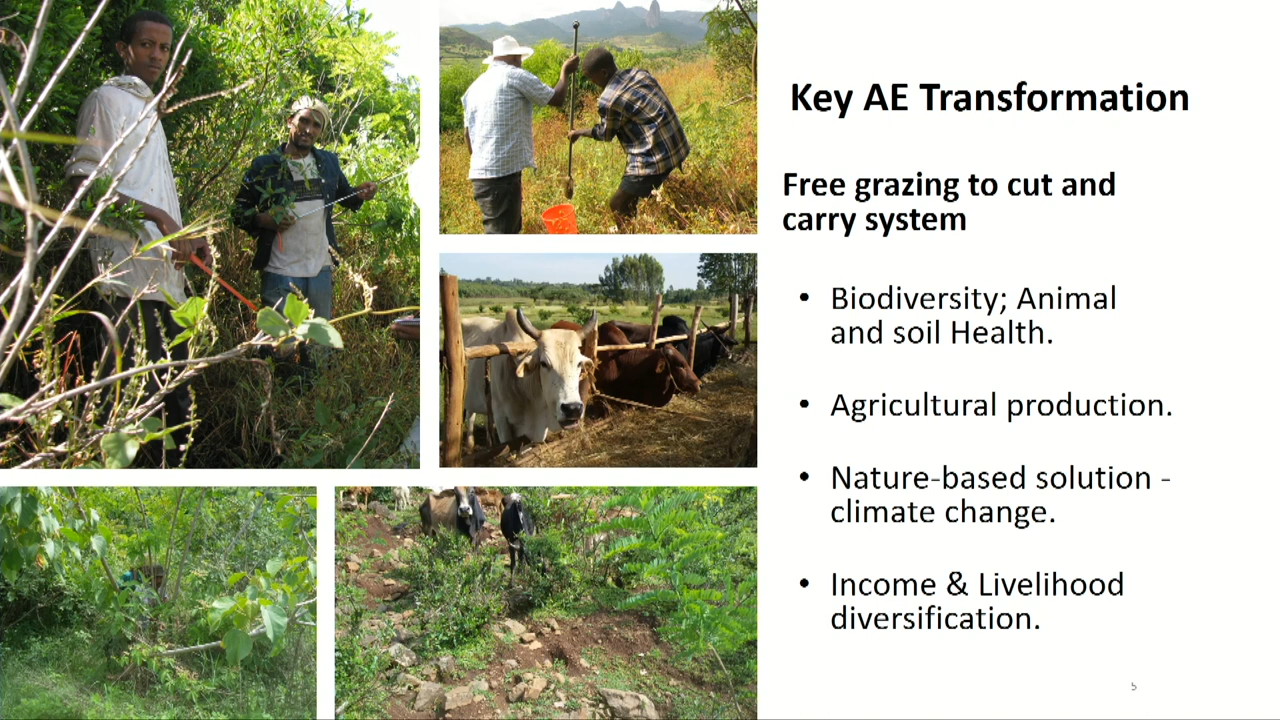 Key AE Transformation
Free grazing to cut and
carry system
• Biodiversity; Animal
and soil Health.
• Agricultural production.
• Nature-based solution -
climate change.
• Income & Livelihood
diversification.
5